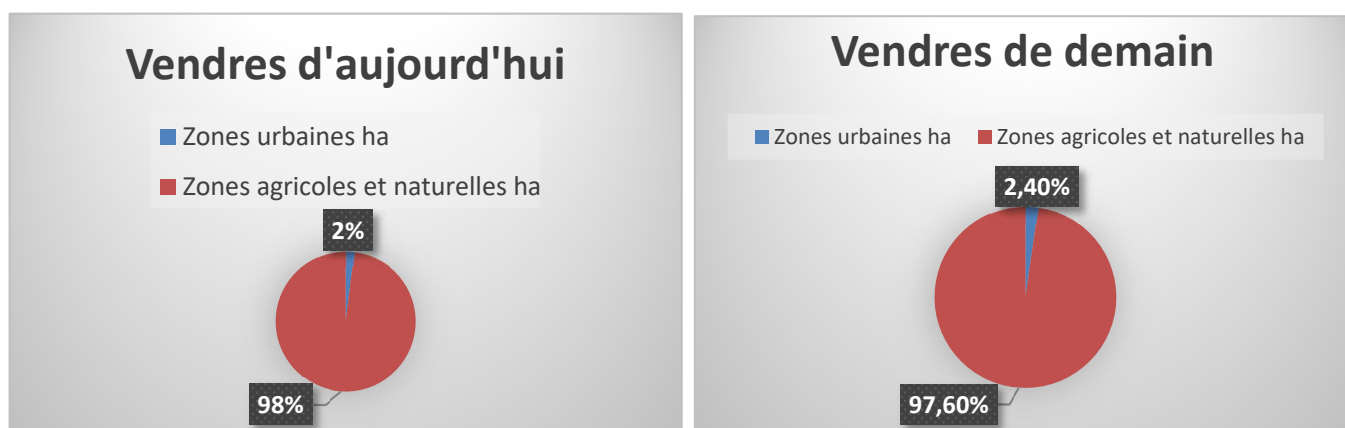 Vendres d'aujourd'hui
Zones urbaines ha
Zones agricoles et naturelles ha
2%
98%
Vendres de demain
Zones urbaines ha Zones agricoles et naturelles ha
2,40%
97,60%